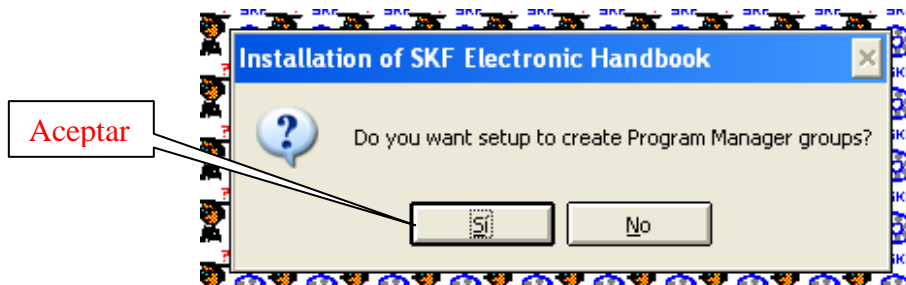 Installation of SKF Electronic Handbook
Aceptar
Do you want setup to create Program Manager groups?
Sí
No